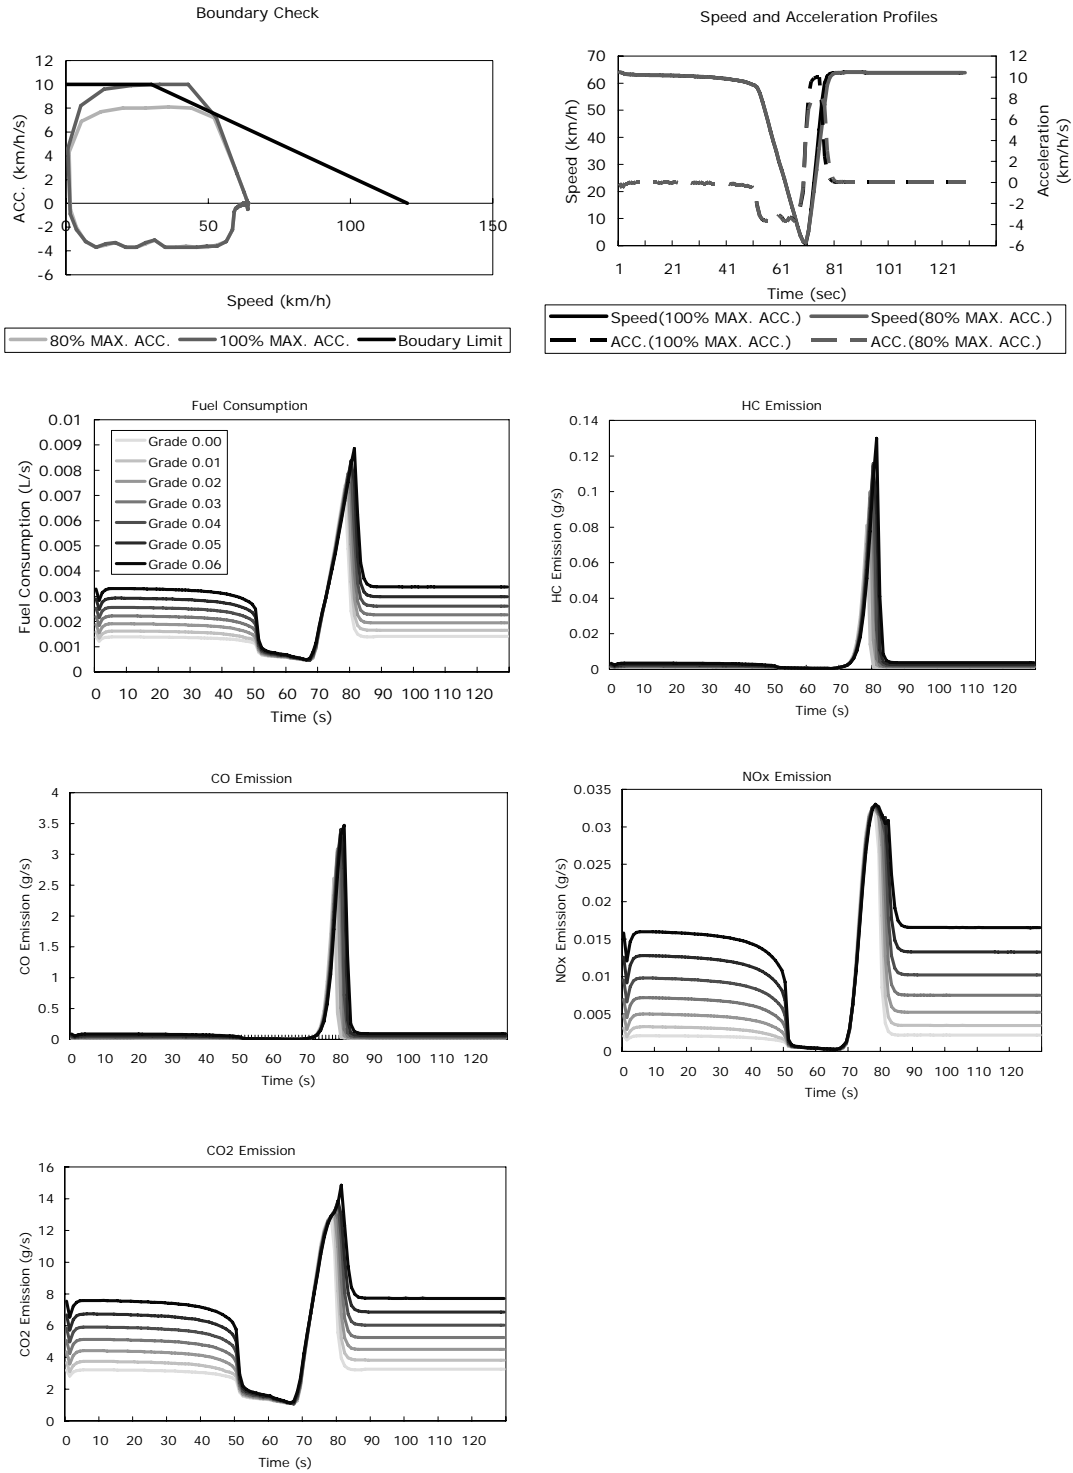 Boundary Check
12
10
8
6
4
2
0
-2
-4
-6
0 50 100 150
ACC. (km/h/s)
Speed (km/h)
80% MAX. ACC. 100% MAX. ACC. Boudary Limit
Speed and Acceleration Profiles
70
60
50
40
30
20
10
0
12
10
8
6
4
2
0
-2
-4
-6
1 21 41 61 81 101 121
Speed (km/h)
Acceleration
(km/h/s)
Time (sec)
Speed(100% MAX. ACC.) Speed(80% MAX. ACC.)
ACC.(100% MAX. ACC.) ACC.(80% MAX. ACC.)
Fuel Consumption
0.01
0.009
0.008
0.007
0.006
0.005
0.004
0.003
0.002
0.001
0
Grade 0.00
Grade 0.01
Grade 0.02
Grade 0.03
Grade 0.04
Grade 0.05
Grade 0.06
0 10 20 30 40 50 60 70 80 90 100 110 120
Fuel Consumption (L/s)
Time (s)
HC Emission
0.14
0.12
0.1
0.08
0.06
0.04
0.02
0
0 10 20 30 40 50 60 70 80 90 100 110 120
HC Emission (g/s)
Time (s)
CO Emission
4
3.5
3
2.5
2
1.5
1
0.5
0
0 10 20 30 40 50 60 70 80 90 100 110 120
CO Emission (g/s)
Time (s)
NOx Emission
0.035
0.03
0.025
0.02
0.015
0.01
0.005
0
0 10 20 30 40 50 60 70 80 90 100 110 120
NOx Emission (g/s)
Time (s)
CO2 Emission
16
14
12
10
8
6
4
2
0
0 10 20 30 40 50 60 70 80 90 100 110 120
CO2 Emission (g/s)
Time (s)